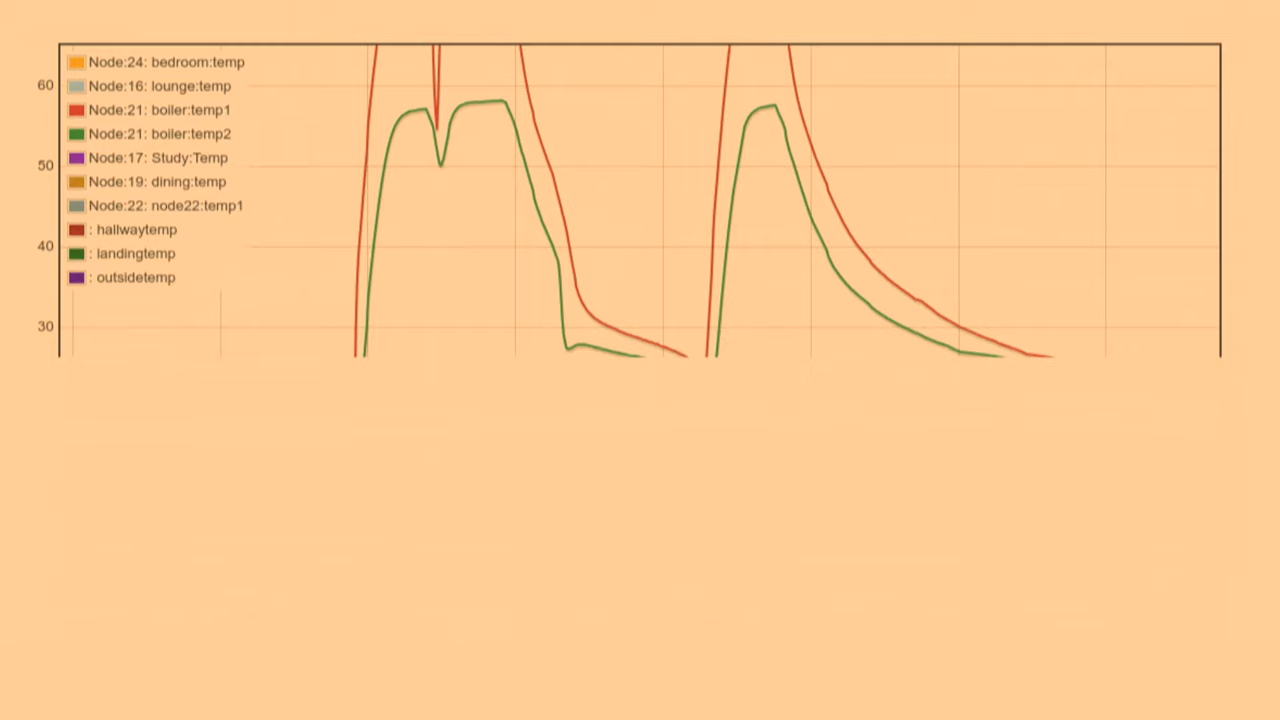 Node:24: bedroom:temp
60
Node:16: lounge:temp
Node:21: boiler:temp1
Node:21: boiler:temp2
Node:17: Study:Temp
50
Node:19: dining:temp
Node:22: node22:temp1
: hallwaytemp
40
: landingtemp
: outsidetemp
30